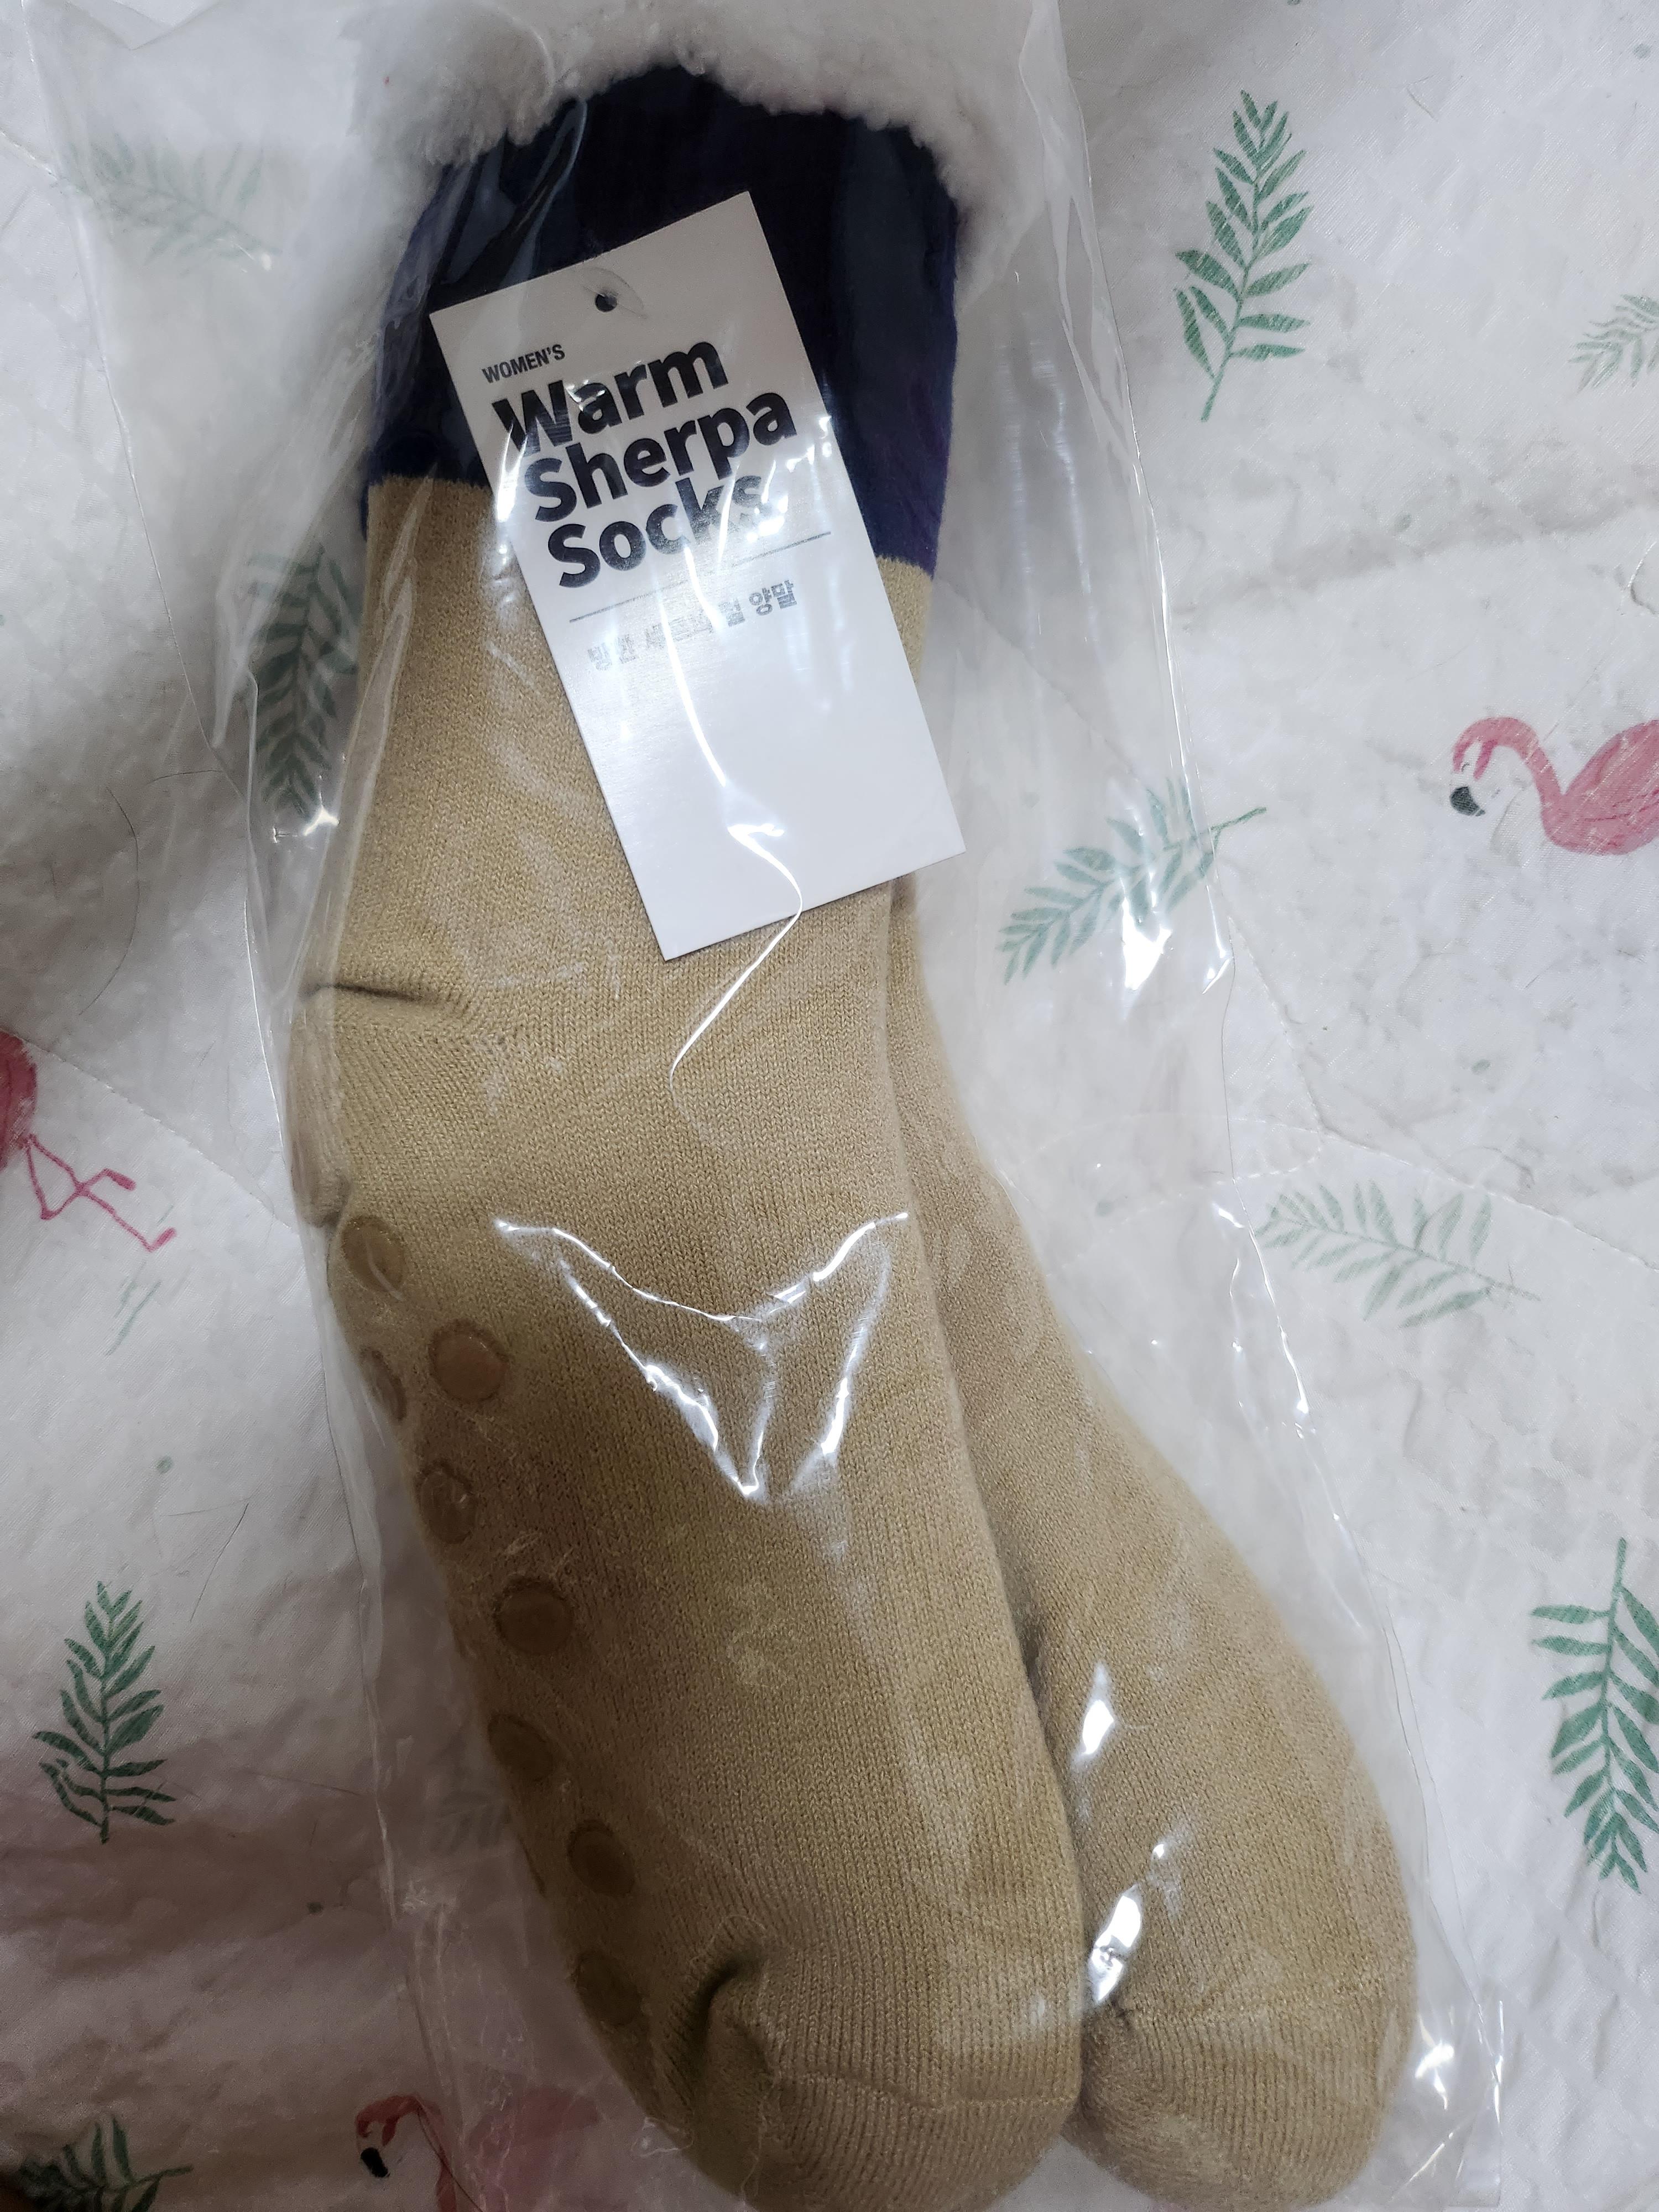 WOMEN'S
Warm
Sherpa
Socks
양말